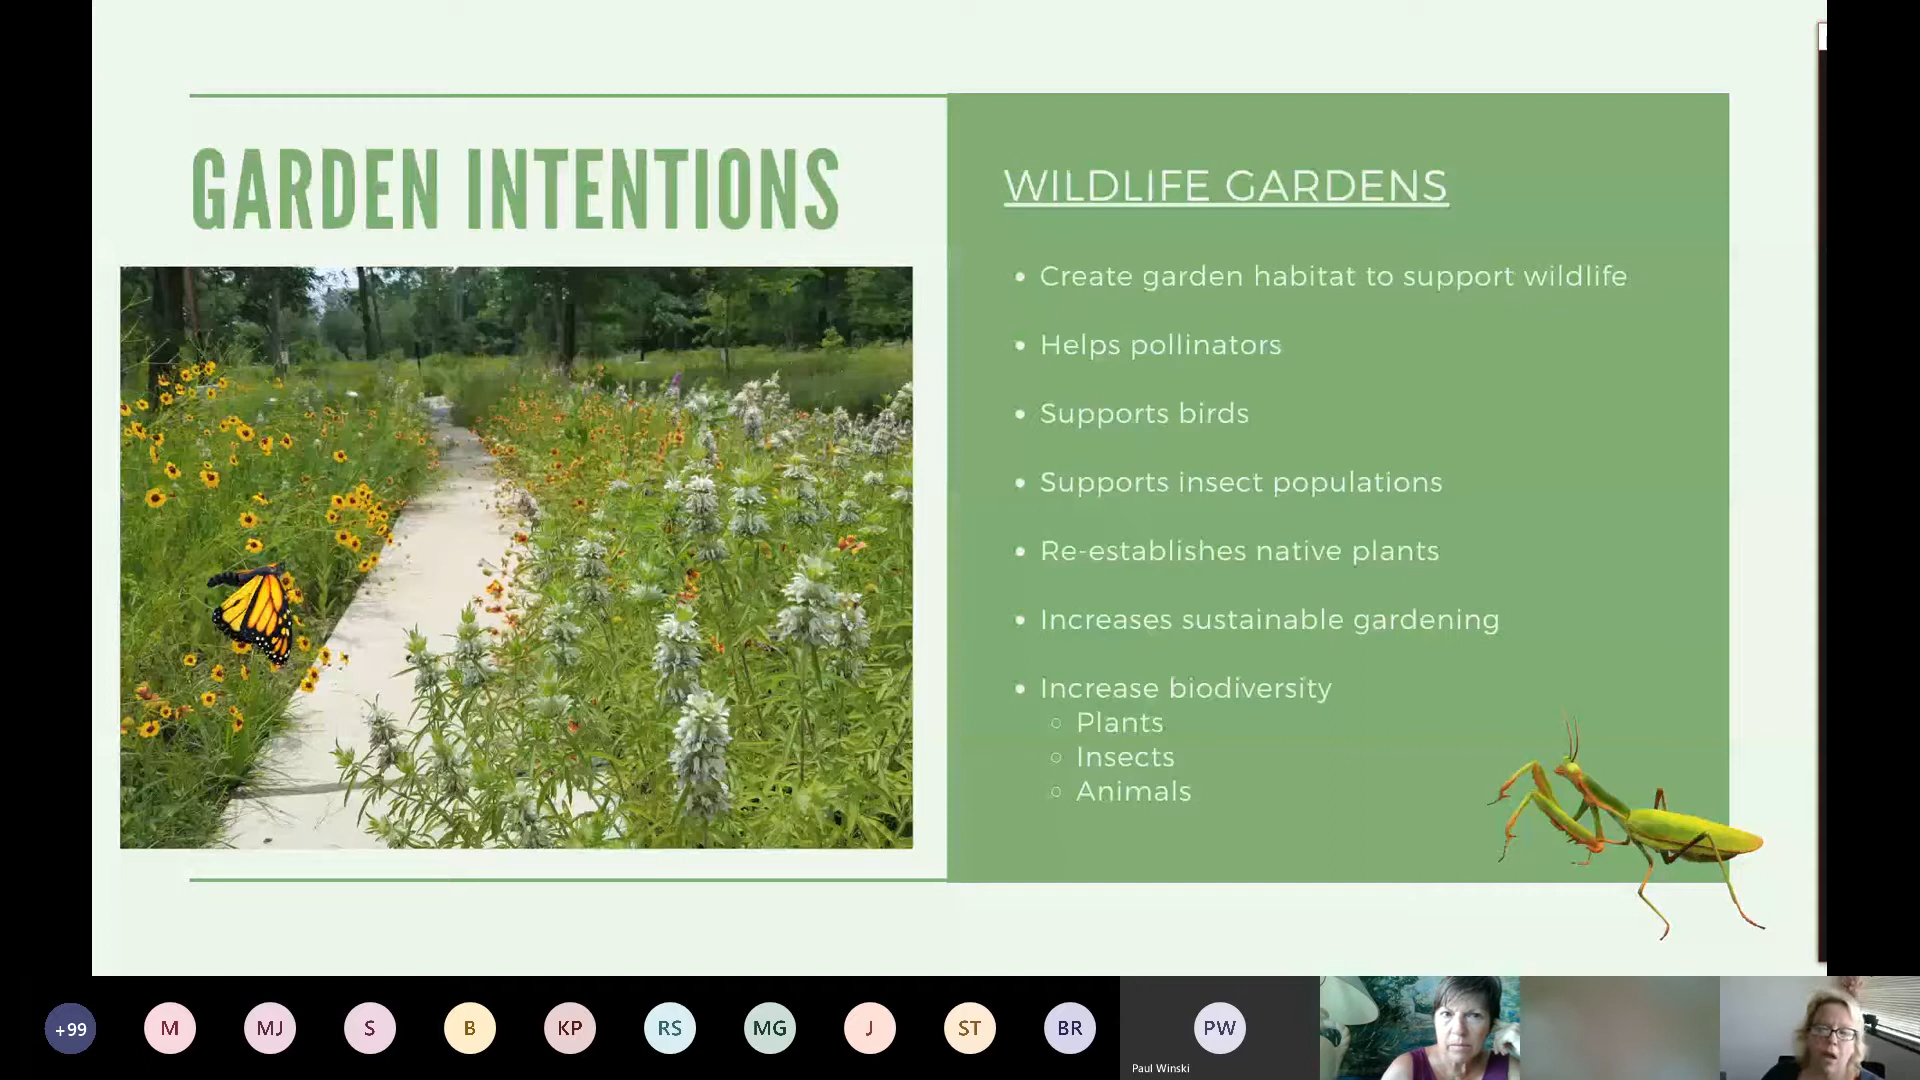 GARDEN INTENTIONS
WILDLIFE GARDENS
Create garden habitat to support wildlife
Helps pollinators
Supports birds
Supports insect populations
Re-establishes native plants
Increases sustainable gardening
Increase biodiversity
Plants
Insects
Animals
+99
M
MJ
S
B
KP
RS
MG
J
ST
BR
PW
Paul Winski